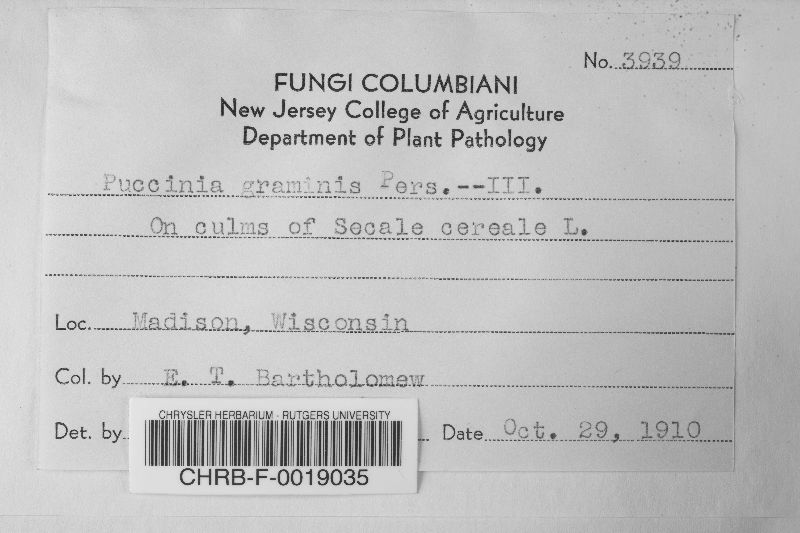 No. 3939
FUNGI COLUMBIANI
New Jersey College of Agriculture
Department of Plant Pathology
Puccinia graminis Pers.--III.
On culms of Secale cereale L.
Loc. Madison, Wisconsin
Col. by E. T. Bartholomew
Det. by Date Oct. 29, 1910
CHRYSLER HERBARIUM - RUTGERS UNIVERSITY
CHRB-F-0019035